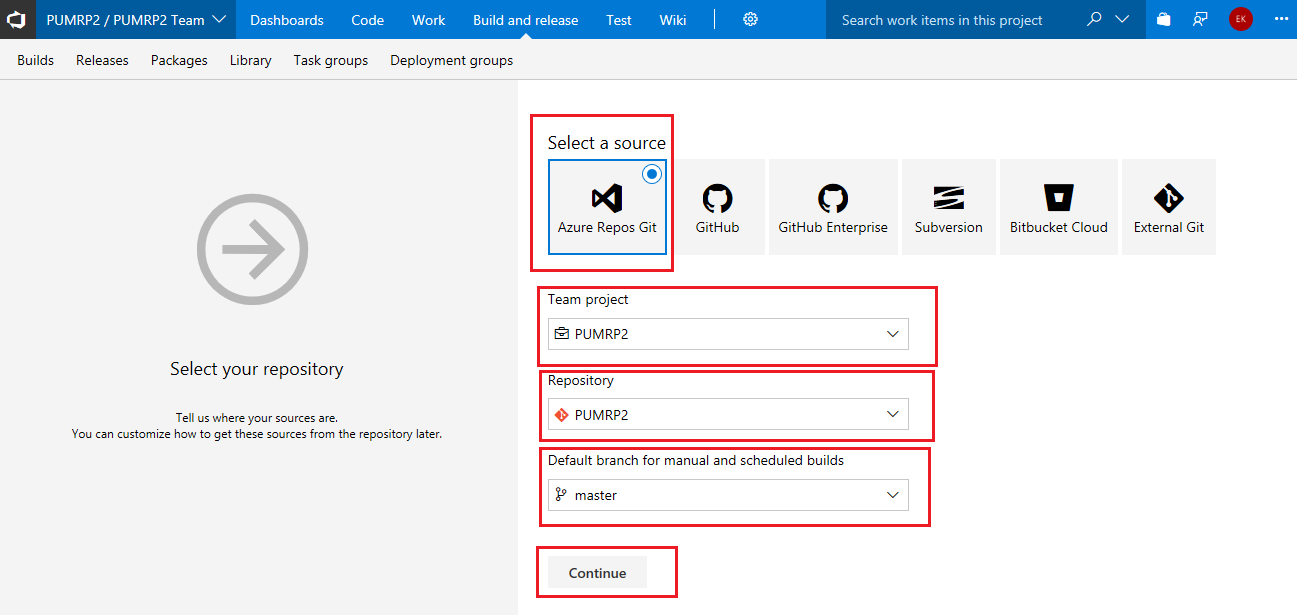 PUMRP2 / PUMRP2 Team Dashboards Code Work Build and release Test Wiki Search work items in this project EK
Builds Releases Packages Library Task groups Deployment groups
Select your repository
Tell us where your sources are.
You can customize how to get these sources from the repository later.
Select a source
Azure Repos Git GitHub GitHub Enterprise Subversion Bitbucket Cloud External Git
Team project
PUMRP2
Repository
PUMRP2
Default branch for manual and scheduled builds
master
Continue